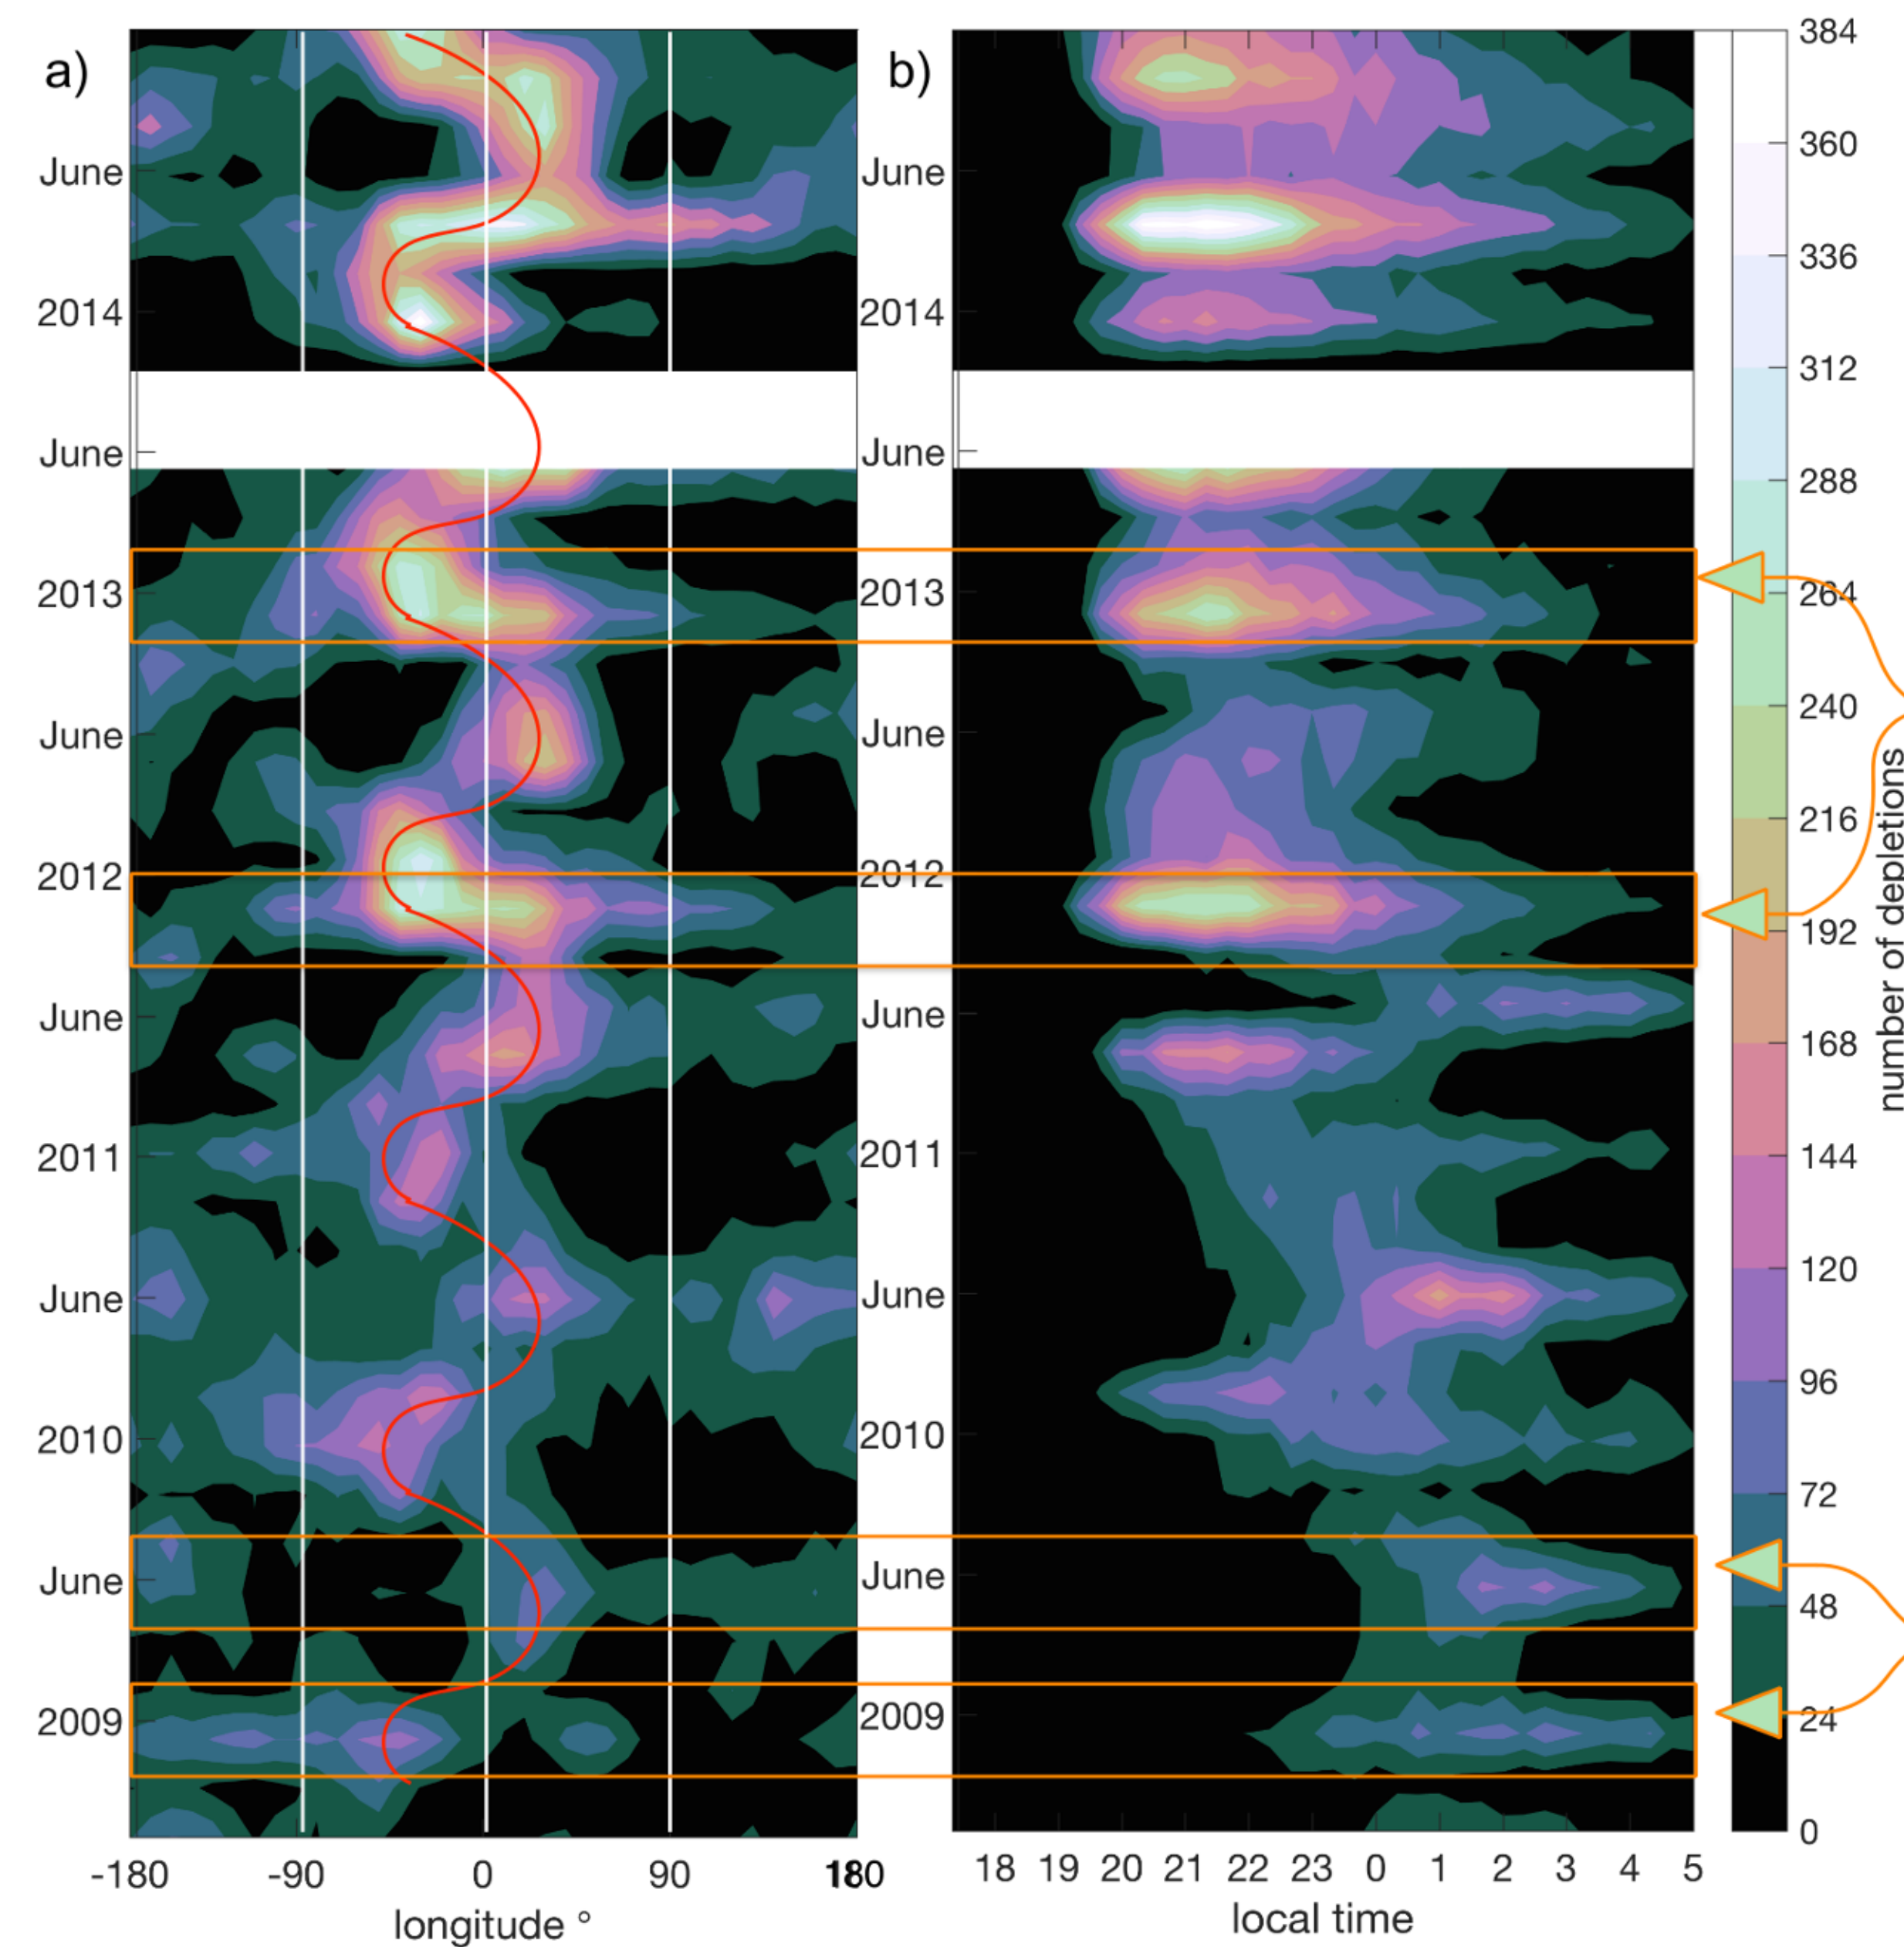 a)
June
2014
June
2013
June
2012
June
2011
June
2010
June
2009
-180 -90 0 90 180
longitude °
b)
June
2014
June
2013
June
2012
June
2011
June
2010
June
2009
18 19 20 21 22 23 0 1 2 3 4 5
local time
384
360
336
312
288
264
240
216
192
168
144
120
96
72
48
24
0
number of depletions